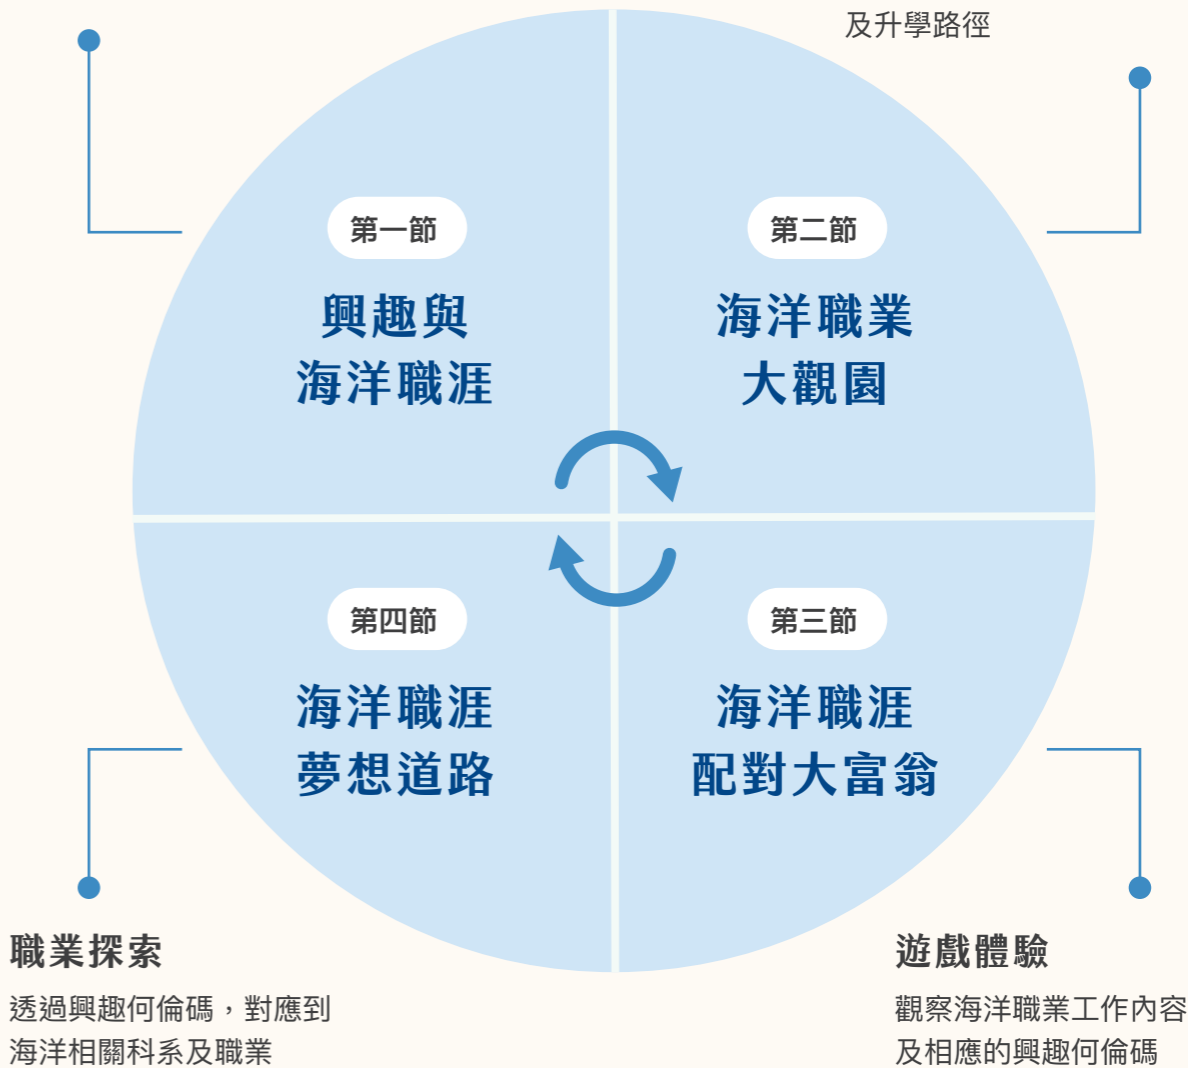 及升學路徑
第一節
興趣與
海洋職涯
第二節
海洋職業
大觀園
第四節
海洋職涯
夢想道路
第三節
海洋職涯
配對大富翁
職業探索
透過興趣何倫碼，對應到
海洋相關科系及職業
遊戲體驗
觀察海洋職業工作內容
及相應的興趣何倫碼